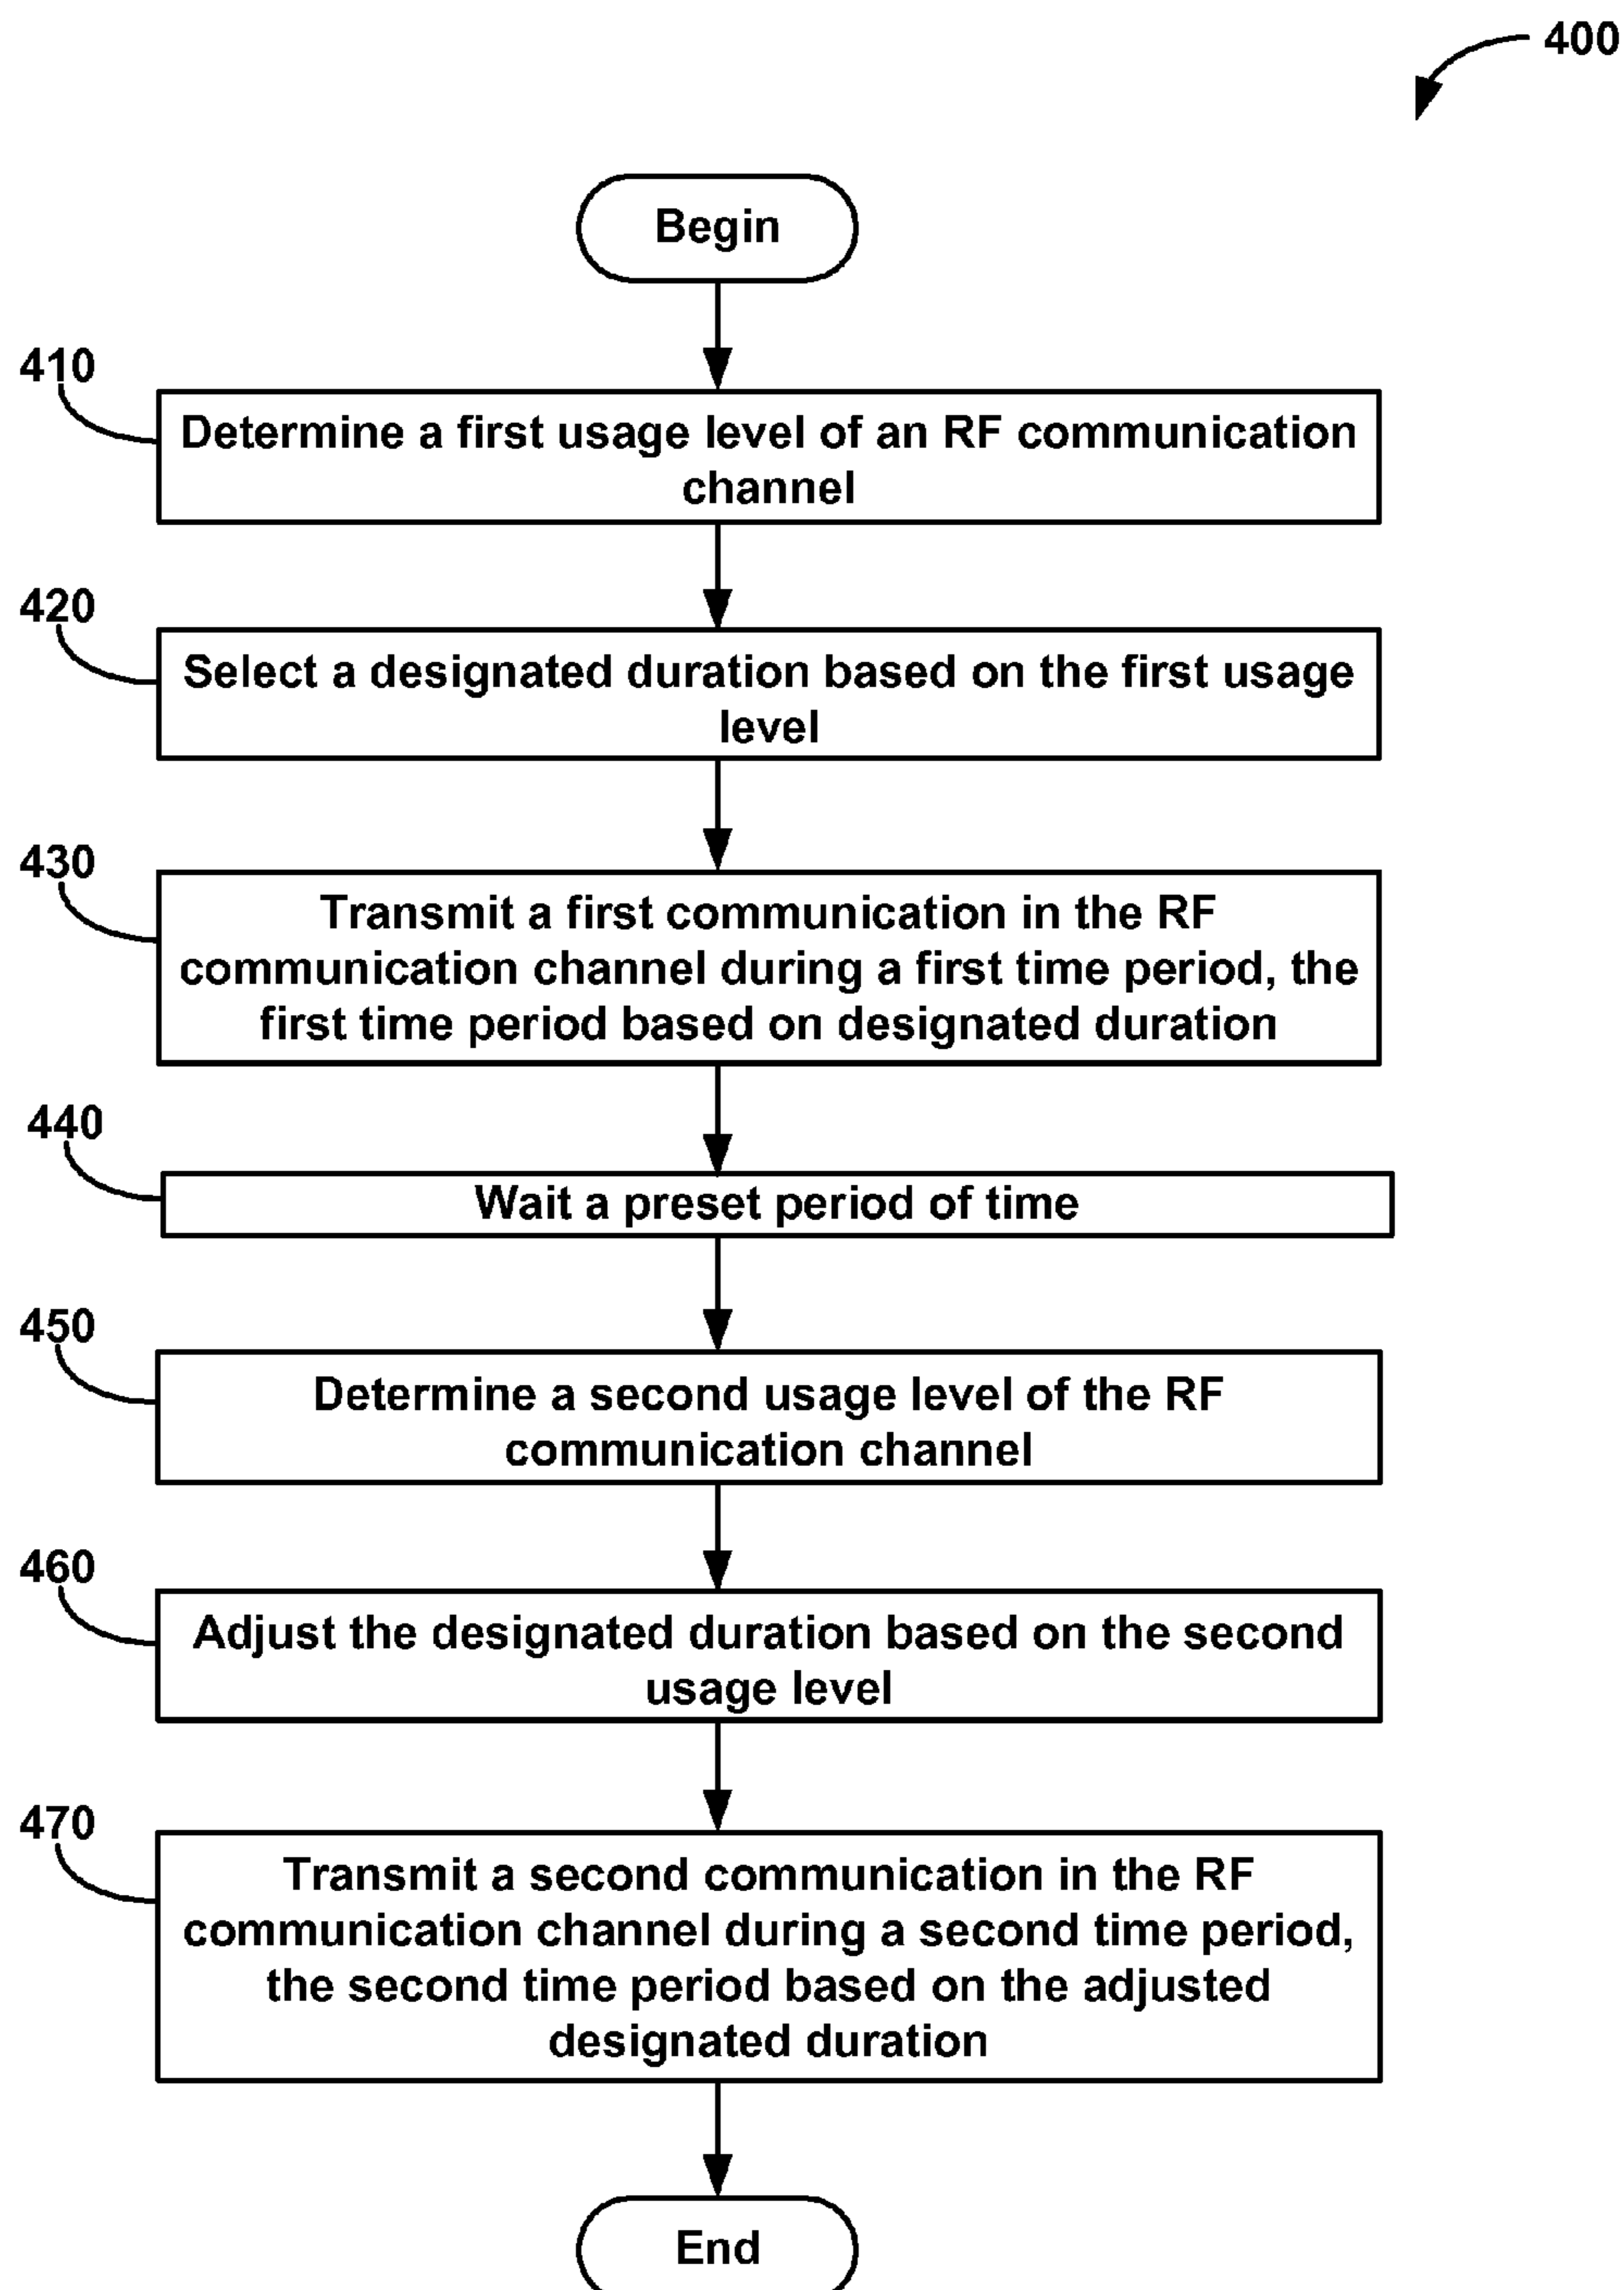 400
Begin
410
Determine a first usage level of an RF communication
channel
420
Select a designated duration based on the first usage
level
430
Transmit a first communication in the RF
communication channel during a first time period, the
first time period based on designated duration
440
Wait a preset period of time
450
Determine a second usage level of the RF
communication channel
460
Adjust the designated duration based on the second
usage level
470
Transmit a second communication in the RF
communication channel during a second time period,
the second time period based on the adjusted
designated duration
End